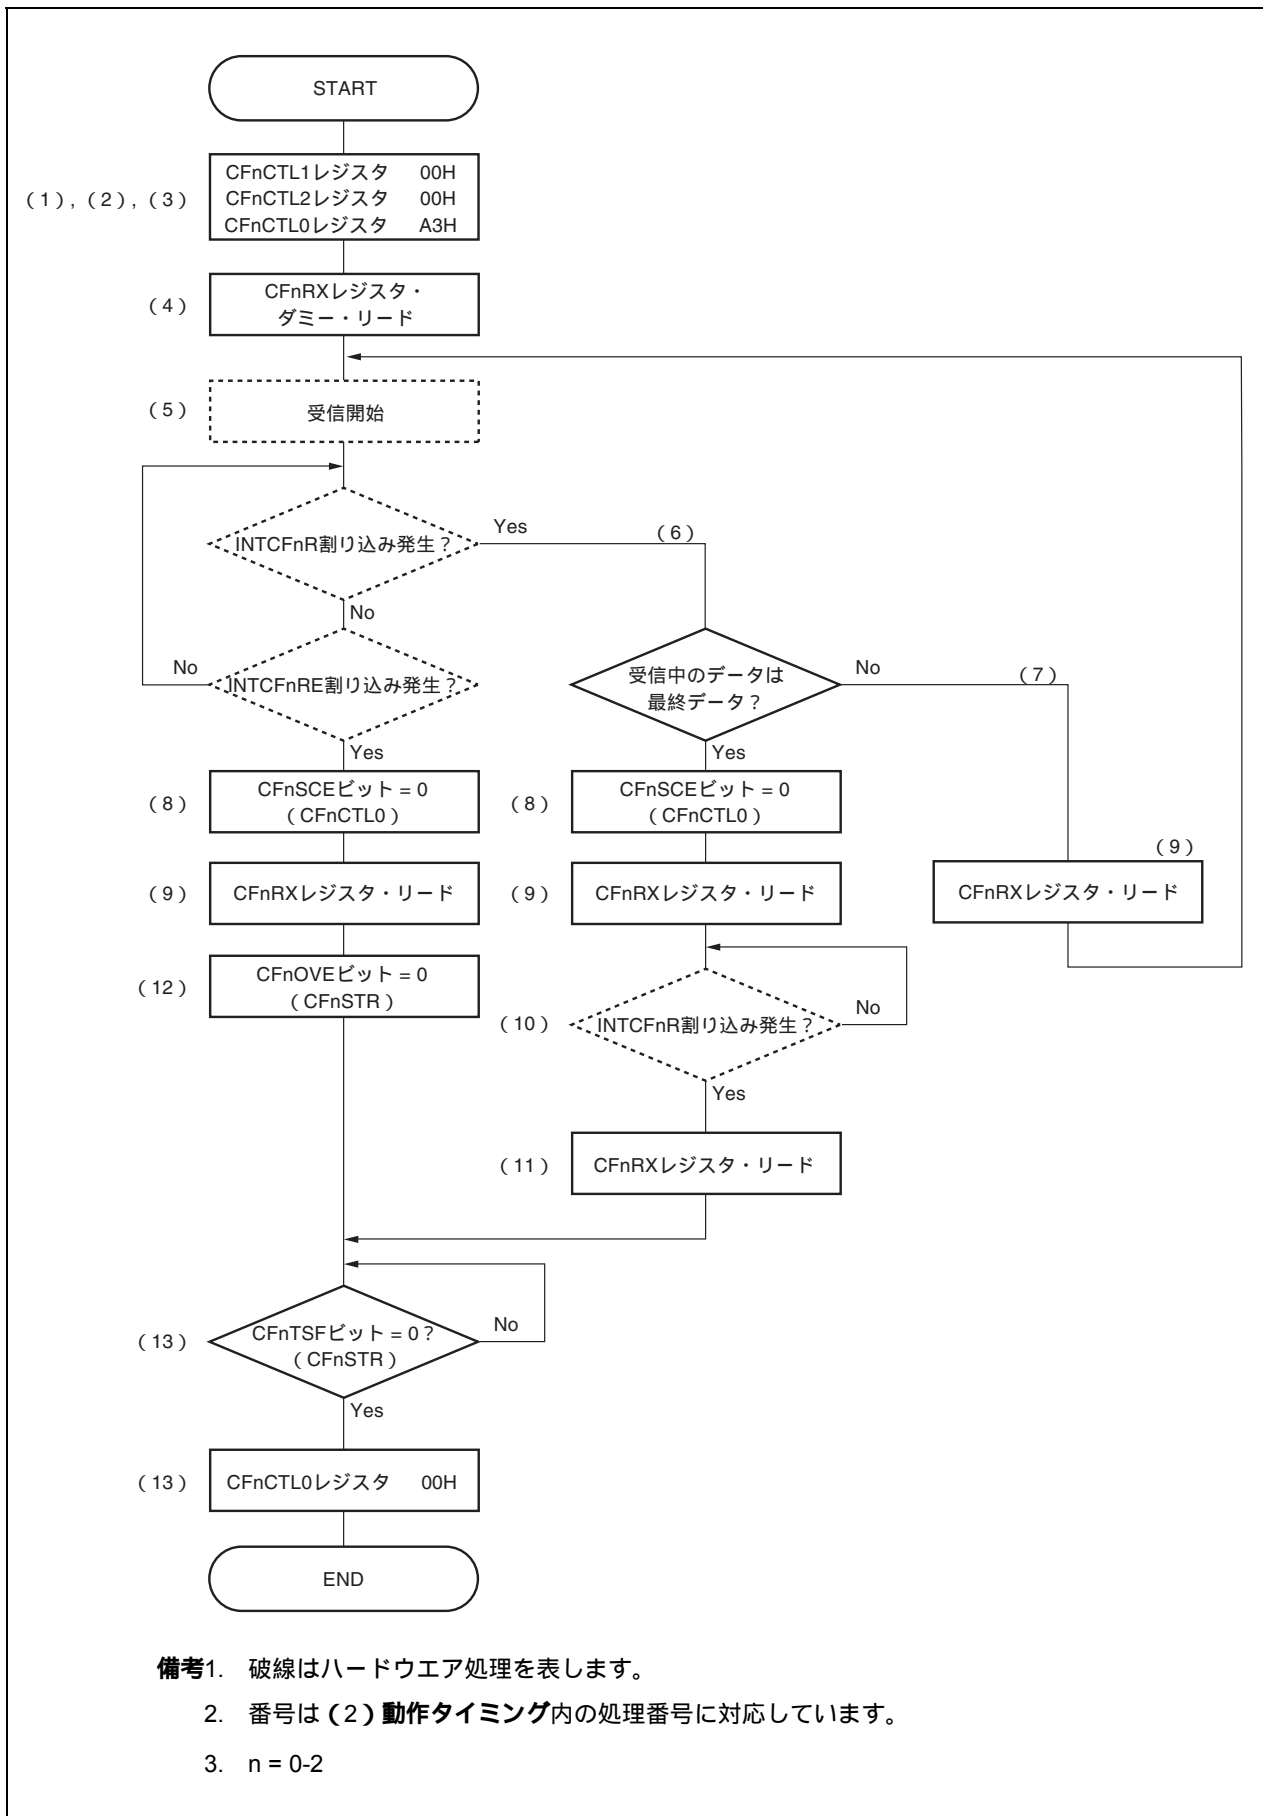 START
CFnCTL1レジスタ　00H
（1），（2），（3）
CFnCTL2レジスタ　00H
CFnCTL0レジスタ　A3H
（4）
CFnRXレジスタ・
ダミー・リード
（5）
受信開始
INTCFnR割り込み発生？
Yes
（6）
No
INTCFnRE割り込み発生？
No
Yes
受信中のデータは
最終データ？
No
（7）
Yes
（8）
CFnSCEビット = 0
（CFnCTL0）
（8）
CFnSCEビット = 0
（CFnCTL0）
（9）
CFnRXレジスタ・リード
（9）
CFnRXレジスタ・リード
（9）
CFnRXレジスタ・リード
（12）
CFnOVEビット = 0
（CFnSTR）
（10）
INTCFnR割り込み発生？
No
Yes
（11）
CFnRXレジスタ・リード
（13）
CFnTSFビット = 0？
（CFnSTR）
No
Yes
（13）
CFnCTL0レジスタ　00H
END
備考1.　破線はハードウエア処理を表します。
2.　番号は（2）動作タイミング内の処理番号に対応しています。
3.　n = 0-2